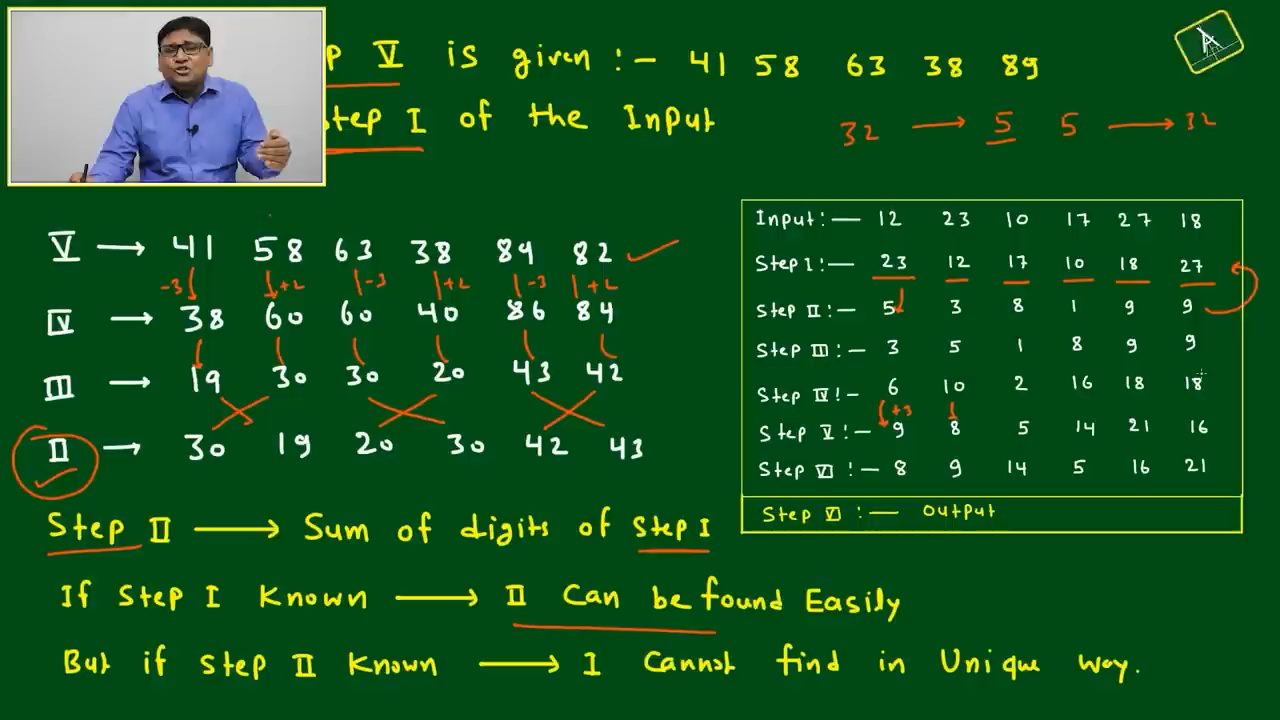 p V is given :- 41 58 63 38 89
Step I of the Input
32 → 5 5 → 32
V → 41 58 63 38 89 82 ✓
-3 +2 -3 +2 -3 +2
IV → 38 60 60 40 86 84
III → 19 30 30 20 43 42
II → 30 19 20 30 42 43
Input:— 12 23 10 17 27 18
Step I:— 23 12 17 10 18 27
Step II:— 5 3 8 1 9 9
Step III:— 3 5 1 8 9 9
Step IV:- 6 10 2 16 18 18
+3
Step V:— 9 8 5 14 21 16
Step VI:— 8 9 14 5 16 21
Step VI:— Output
Step II → Sum of digits of Step I
If Step I Known → II Can be found Easily
But if Step II Known → I Cannot find in Unique way.